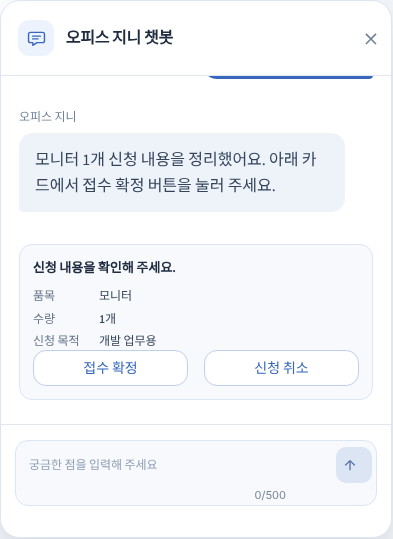 오피스 지니 챗봇
오피스 지니
모니터 1개 신청 내용을 정리했어요. 아래 카
드에서 접수 확정 버튼을 눌러 주세요.
신청 내용을 확인해 주세요.
품목 모니터
수량 1개
신청 목적 개발 업무용
접수 확정 신청 취소
궁금한 점을 입력해 주세요
0/500